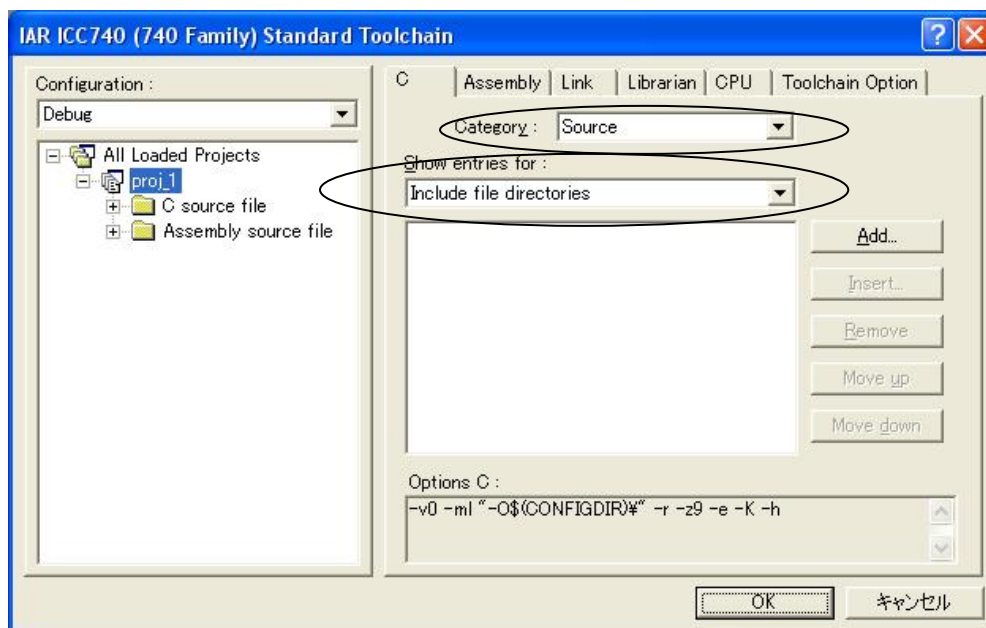 IAR ICC740 (740 Family) Standard Toolchain
Configuration :
Debug
All Loaded Projects
proj_1
C source file
Assembly source file
C Assembly Link Librarian CPU Toolchain Option
Category : Source
Show entries for :
Include file directories
Add...
Insert...
Remove
Move up
Move down
Options C :
-v0 -ml "-O$(CONFIGDIR)¥" -r -z9 -e -K -h
OK キャンセル